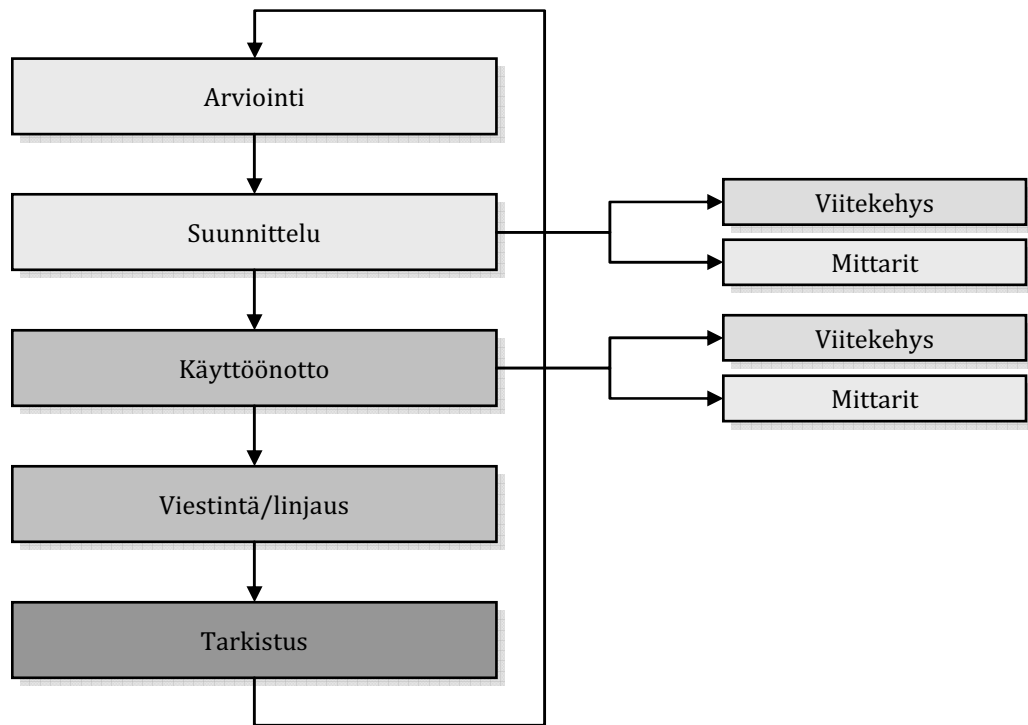 Arviointi
Suunnittelu
Viitekehys
Mittarit
Käyttöönotto
Viitekehys
Mittarit
Viestintä/linjaus
Tarkistus